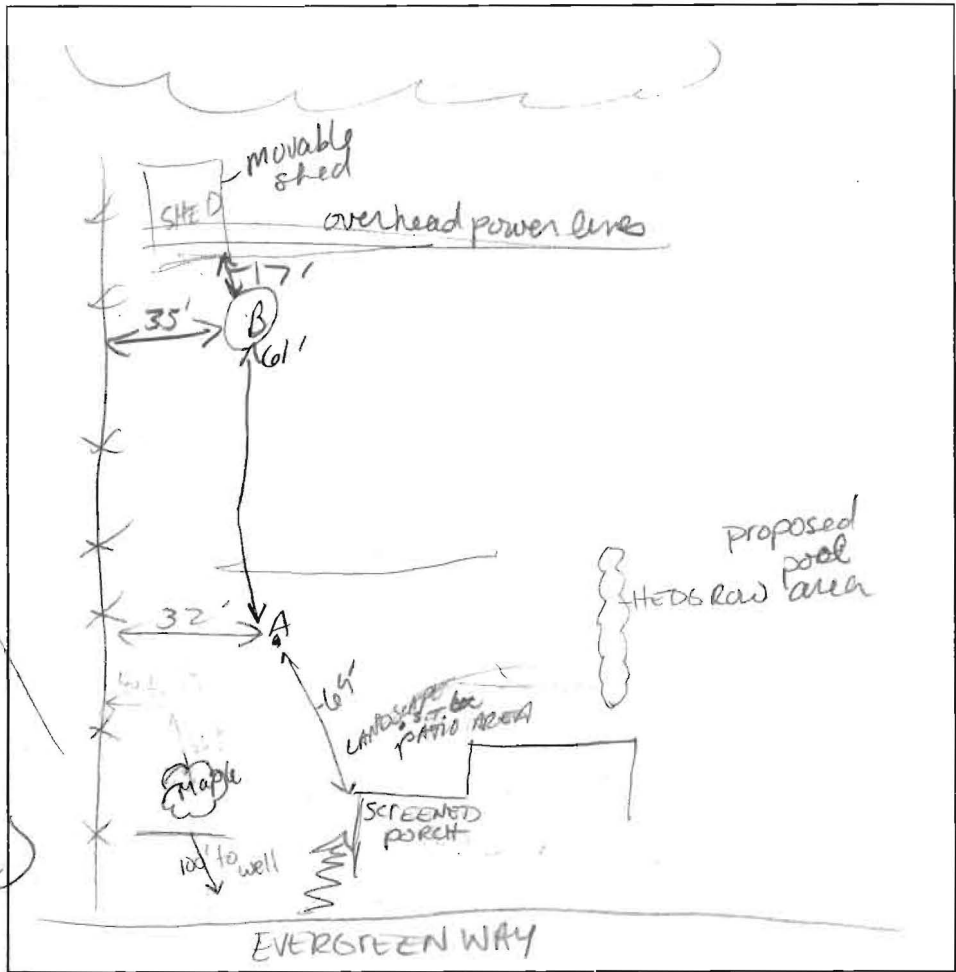 movable
shed
SHED
overhead power lines
17'
35'
B
61'
proposed
pool
area
HEDGROW
32'
A
64'
LANDSCAPE
S.T.
PATIO AREA
Maple
SCREENED
PORCH
100' to well
EVERGREEN WAY